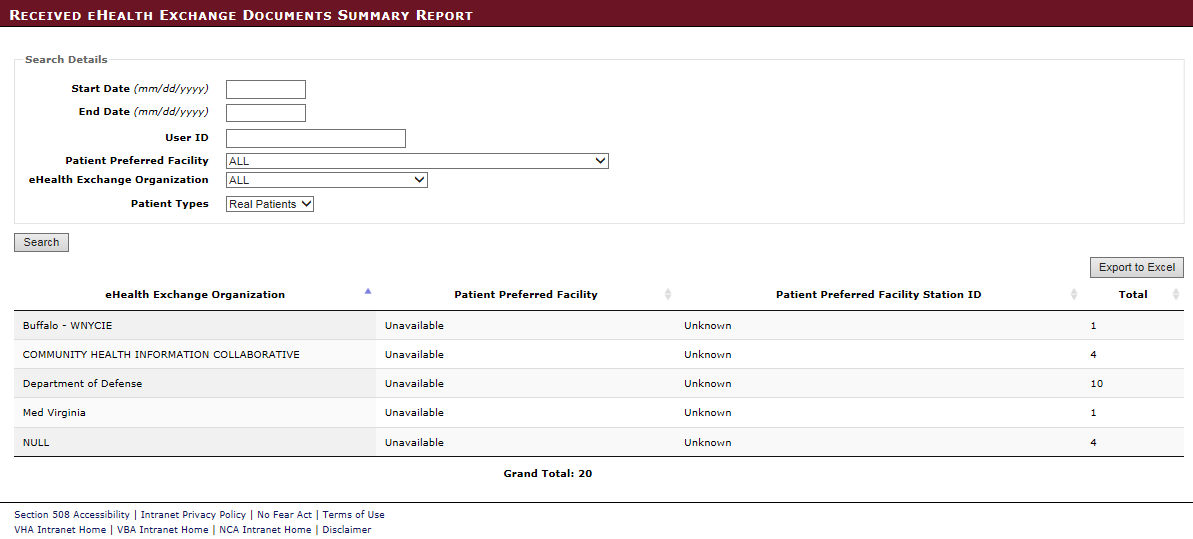 RECEIVED EHEALTH EXCHANGE DOCUMENTS SUMMARY REPORT
Search Details
Start Date (mm/dd/yyyy)
End Date (mm/dd/yyyy)
User ID
Patient Preferred Facility ALL
eHealth Exchange Organization ALL
Patient Types Real Patients
Search
Export to Excel
eHealth Exchange Organization Patient Preferred Facility Patient Preferred Facility Station ID Total
Buffalo - WNYCIE Unavailable Unknown 1
COMMUNITY HEALTH INFORMATION COLLABORATIVE Unavailable Unknown 4
Department of Defense Unavailable Unknown 10
Med Virginia Unavailable Unknown 1
NULL Unavailable Unknown 4
Grand Total: 20
Section 508 Accessibility | Intranet Privacy Policy | No Fear Act | Terms of Use
VHA Intranet Home | VBA Intranet Home | NCA Intranet Home | Disclaimer